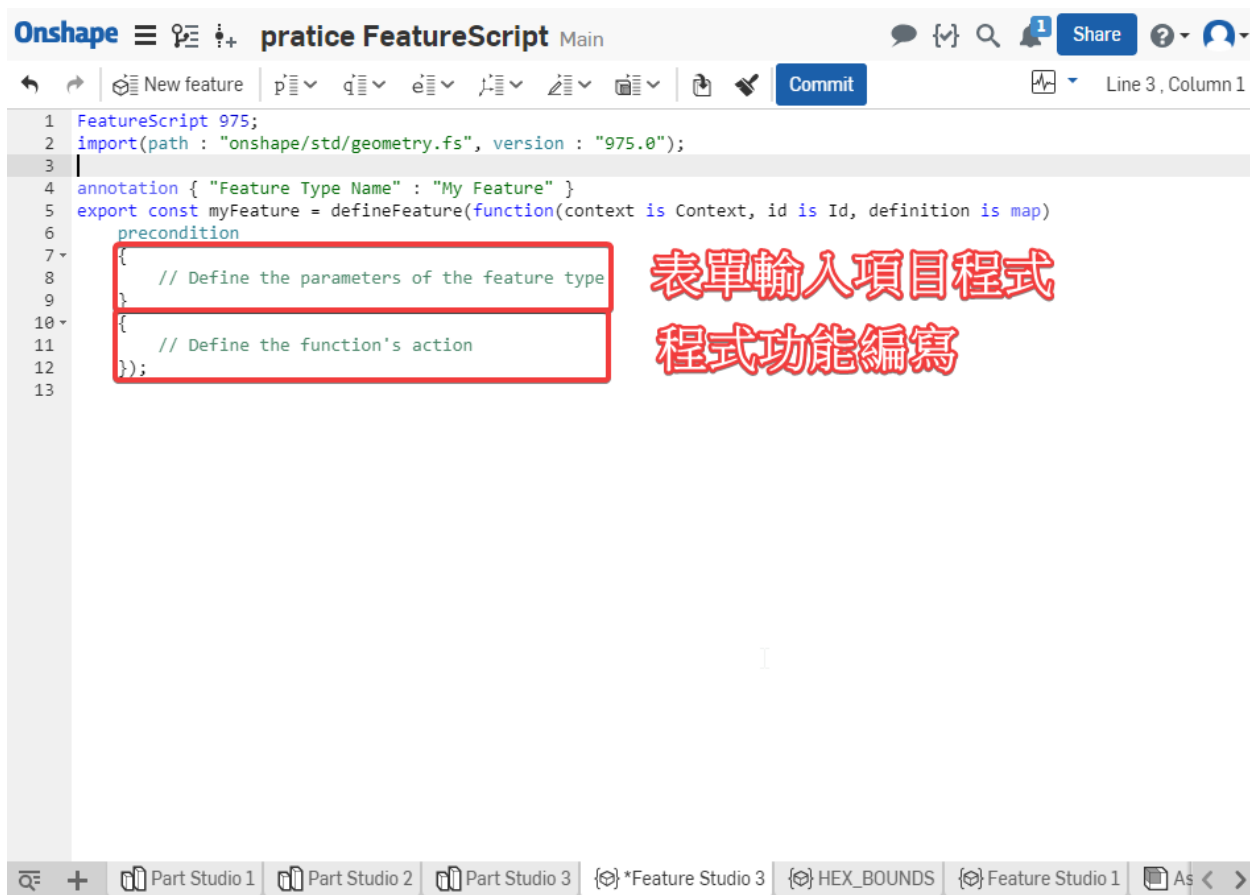 Onshape pratice FeatureScript Main 1 Share
New feature Commit Line 3 , Column 1
1 FeatureScript 975;
2 import(path : "onshape/std/geometry.fs", version : "975.0");
3
4 annotation { "Feature Type Name" : "My Feature" }
5 export const myFeature = defineFeature(function(context is Context, id is Id, definition is map)
6 precondition
7 {
8 // Define the parameters of the feature type
9 }
表單輸入項目程式
10 {
11 // Define the function's action
12 });
程式功能編寫
13
Part Studio 1 Part Studio 2 Part Studio 3 *Feature Studio 3 HEX_BOUNDS Feature Studio 1 As